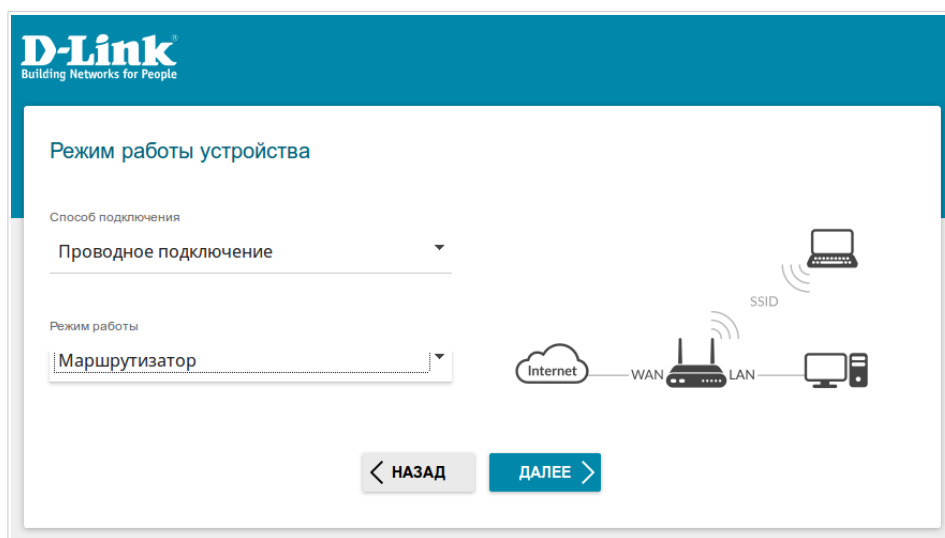 D-Link
Building Networks for People
Режим работы устройства
Способ подключения
Проводное подключение
Режим работы
Маршрутизатор
SSID
Internet
WAN
LAN
НАЗАД
ДАЛЕЕ